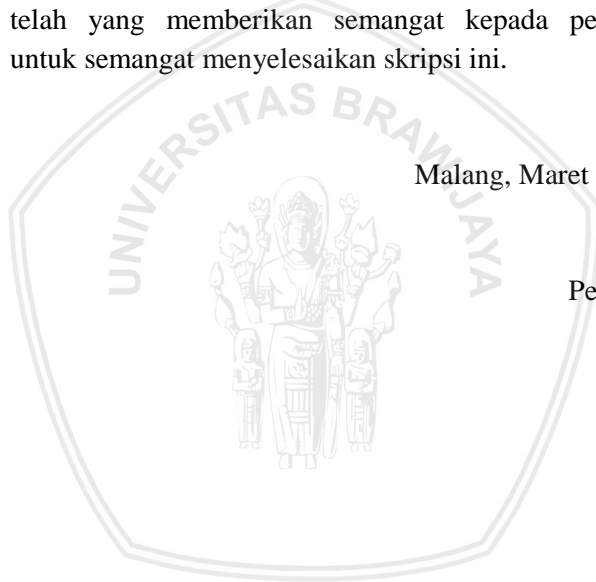 telah yang memberikan semangat kepada pe
untuk semangat menyelesaikan skripsi ini.
UNIVERSITAS BRAWIJAYA
Malang, Maret
Pe